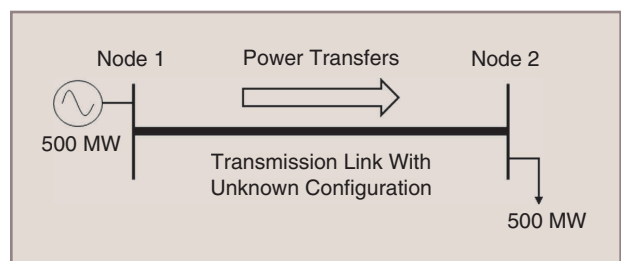 Node 1
Power Transfers
Node 2
500 MW
Transmission Link With
Unknown Configuration
500 MW